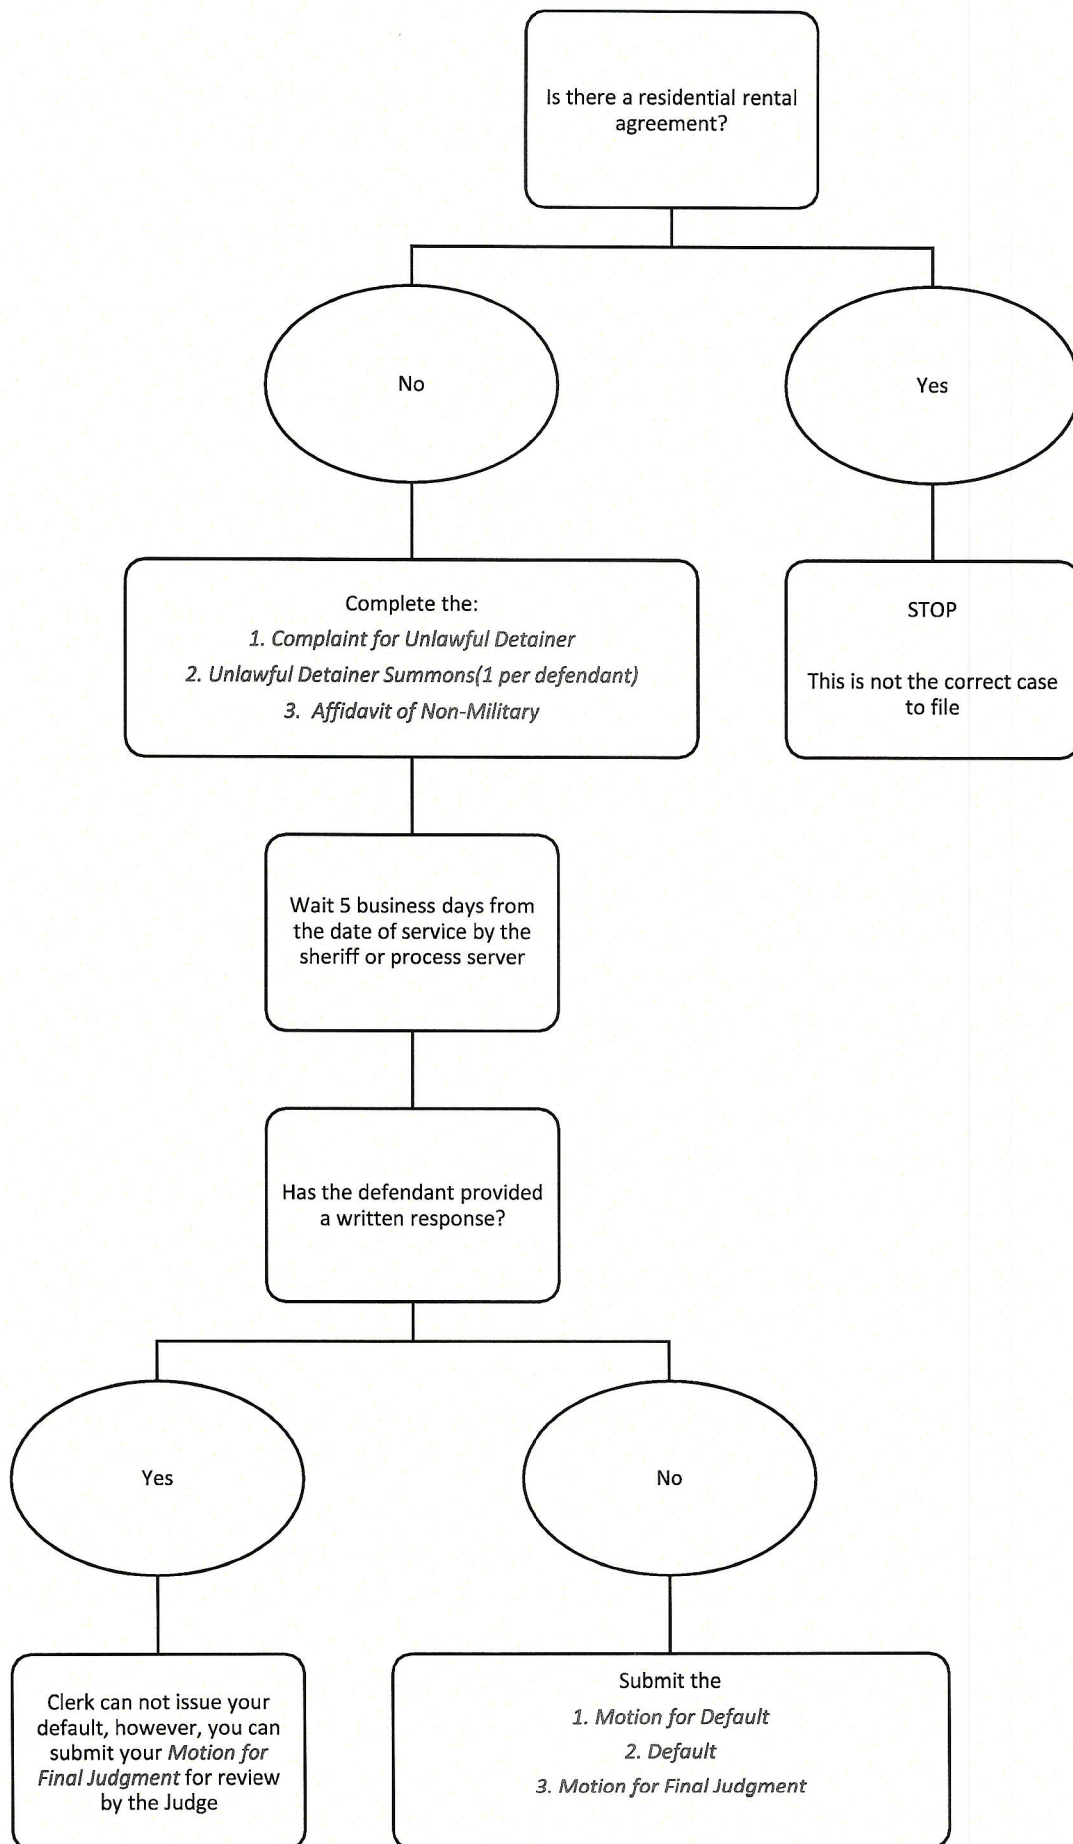 Is there a residential rental
agreement?
No
Yes
Complete the:
1. Complaint for Unlawful Detainer
2. Unlawful Detainer Summons(1 per defendant)
3. Affidavit of Non-Military
STOP
This is not the correct case
to file
Wait 5 business days from
the date of service by the
sheriff or process server
Has the defendant provided
a written response?
Yes
No
Clerk can not issue your
default, however, you can
submit your Motion for
Final Judgment for review
by the Judge
Submit the
1. Motion for Default
2. Default
3. Motion for Final Judgment